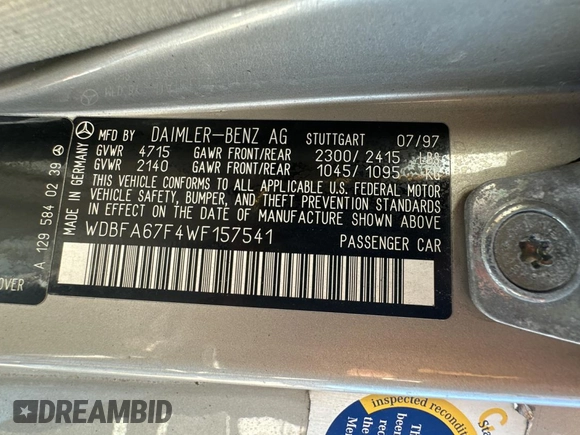 MFD BY DAIMLER-BENZ AG STUTTGART 07/97
GVWR 4715 GAWR FRONT/REAR 2300/ 2415 LBS
GVWR 2140 GAWR FRONT/REAR 1045/ 1095 KG
THIS VEHICLE CONFORMS TO ALL APPLICABLE U.S. FEDERAL MOTOR
VEHICLE SAFETY, BUMPER, AND THEFT PREVENTION STANDARDS
IN EFFECT ON THE DATE OF MANUFACTURE SHOWN ABOVE.
WDBFA67F4WF157541 PASSENGER CAR
MADE IN GERMANY
A 129 584 02 39
OVER
inspected
DREAMBID